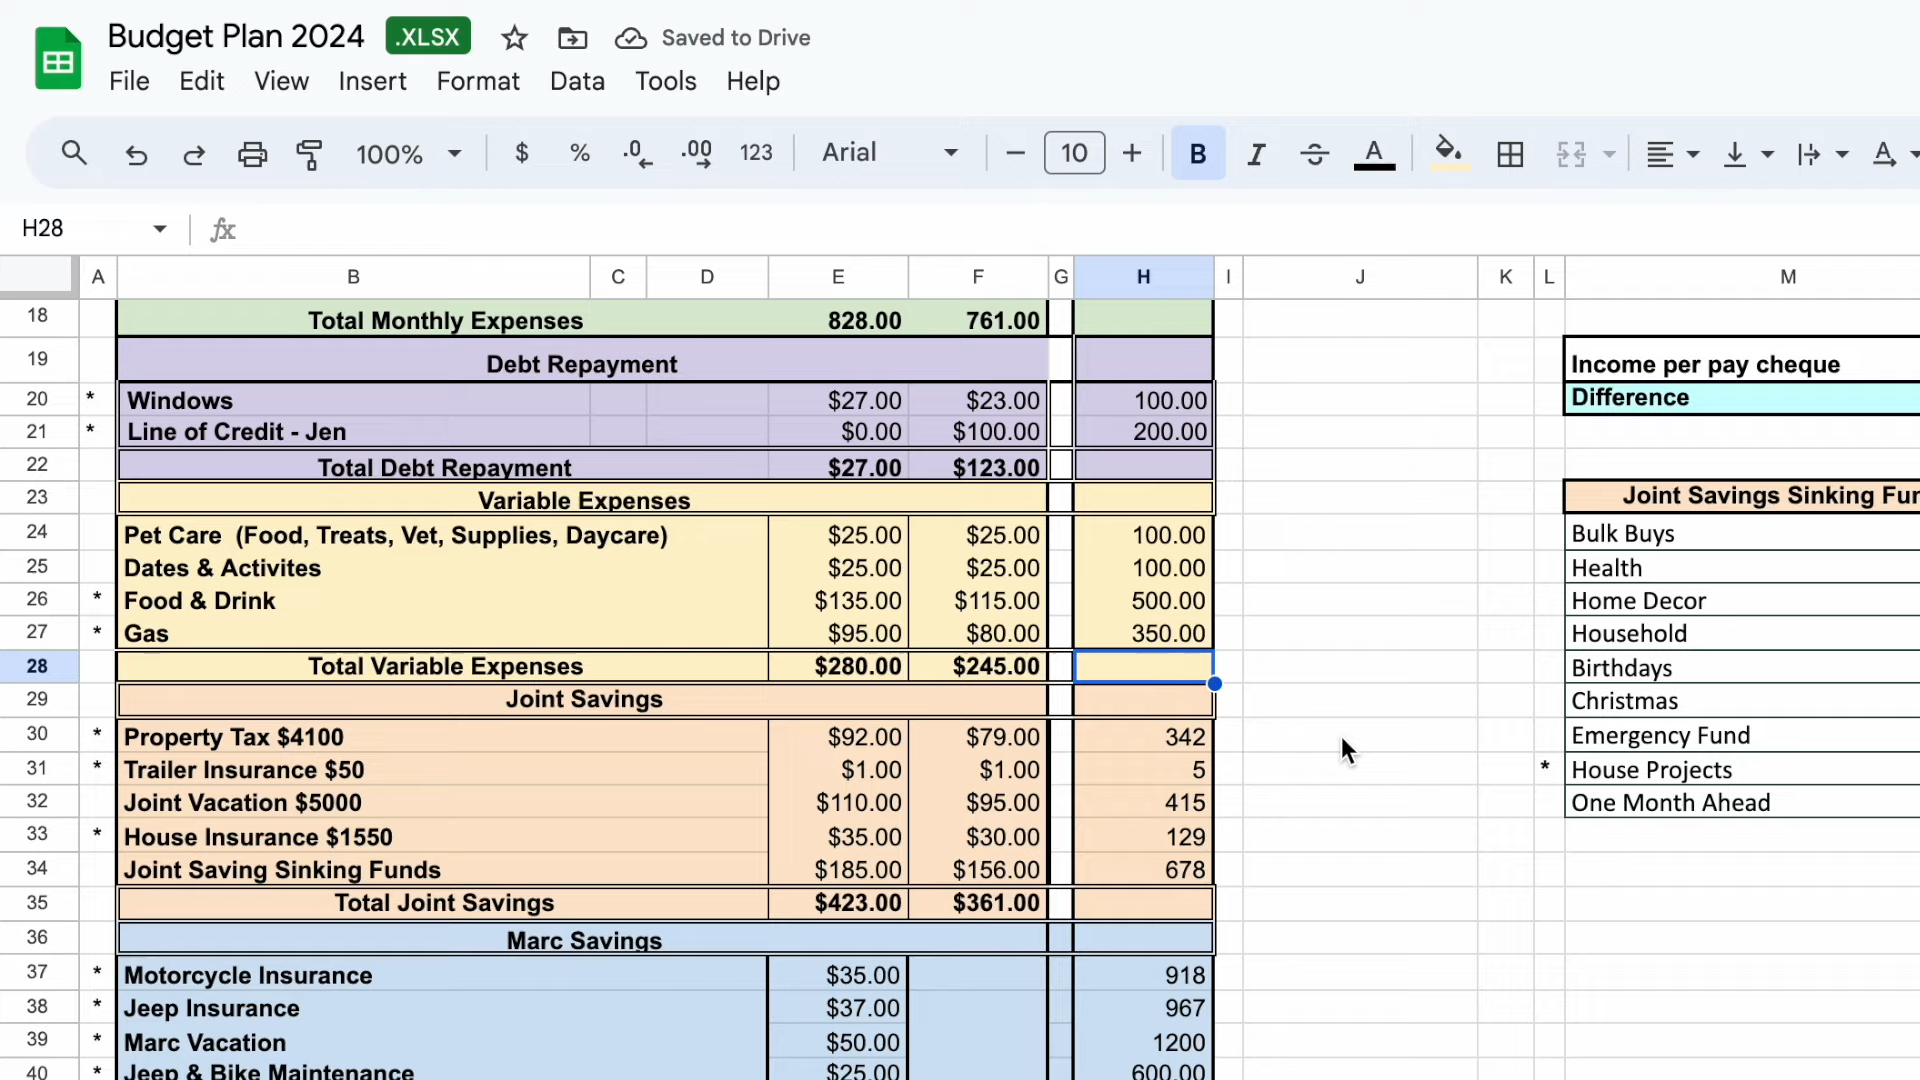 Budget Plan 2024 .XLSX Saved to Drive
File Edit View Insert Format Data Tools Help
100% $ % .0 .00 123 Arial 10 B I A A
H28 fx
A B C D E F G H I J K L M
18 Total Monthly Expenses 828.00 761.00
19 Debt Repayment Income per pay cheque
20 * Windows $27.00 $23.00 100.00 Difference
21 * Line of Credit - Jen $0.00 $100.00 200.00
22 Total Debt Repayment $27.00 $123.00
23 Variable Expenses Joint Savings Sinking Fur
24 Pet Care (Food, Treats, Vet, Supplies, Daycare) $25.00 $25.00 100.00 Bulk Buys
25 Dates & Activites $25.00 $25.00 100.00 Health
26 * Food & Drink $135.00 $115.00 500.00 Home Decor
27 * Gas $95.00 $80.00 350.00 Household
28 Total Variable Expenses $280.00 $245.00 Birthdays
29 Joint Savings Christmas
30 * Property Tax $4100 $92.00 $79.00 342 Emergency Fund
31 * Trailer Insurance $50 $1.00 $1.00 5 * House Projects
32 Joint Vacation $5000 $110.00 $95.00 415 One Month Ahead
33 * House Insurance $1550 $35.00 $30.00 129
34 Joint Saving Sinking Funds $185.00 $156.00 678
35 Total Joint Savings $423.00 $361.00
36 Marc Savings
37 * Motorcycle Insurance $35.00 918
38 * Jeep Insurance $37.00 967
39 * Marc Vacation $50.00 1200
40 * Jeep & Bike Maintenance $25.00 600.00